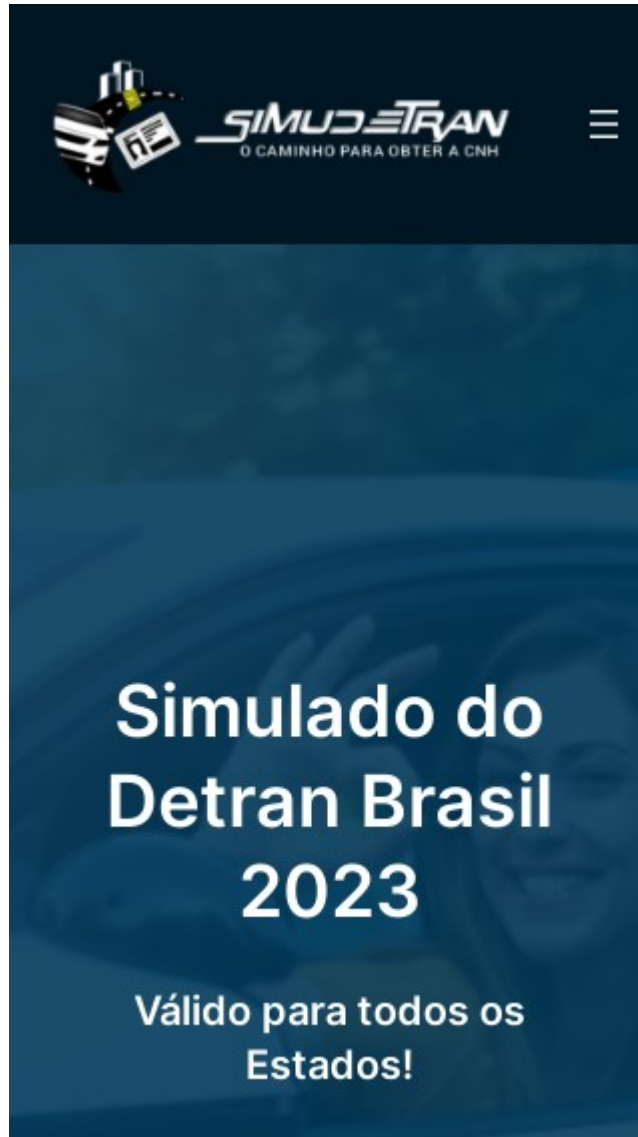 SIMUDETRAN
O CAMINHO PARA OBTER A CNH
Simulado do
Detran Brasil
2023
Válido para todos os
Estados!